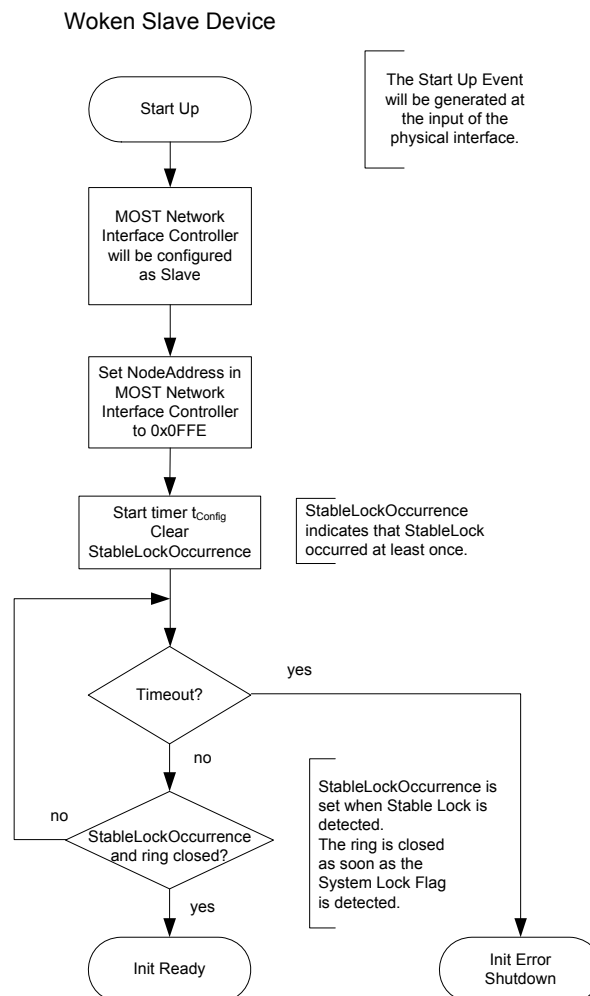 Woken Slave Device
Start Up
The Start Up Event
will be generated at
the input of the
physical interface.
MOST Network
Interface Controller
will be configured
as Slave
Set NodeAddress in
MOST Network
Interface Controller
to 0x0FFE
Start timer tConfig
Clear
StableLockOccurrence
StableLockOccurrence
indicates that StableLock
occurred at least once.
Timeout?
yes
no
StableLockOccurrence
and ring closed?
no
StableLockOccurrence is
set when Stable Lock is
detected.
The ring is closed
as soon as the
System Lock Flag
is detected.
yes
Init Ready
Init Error
Shutdown